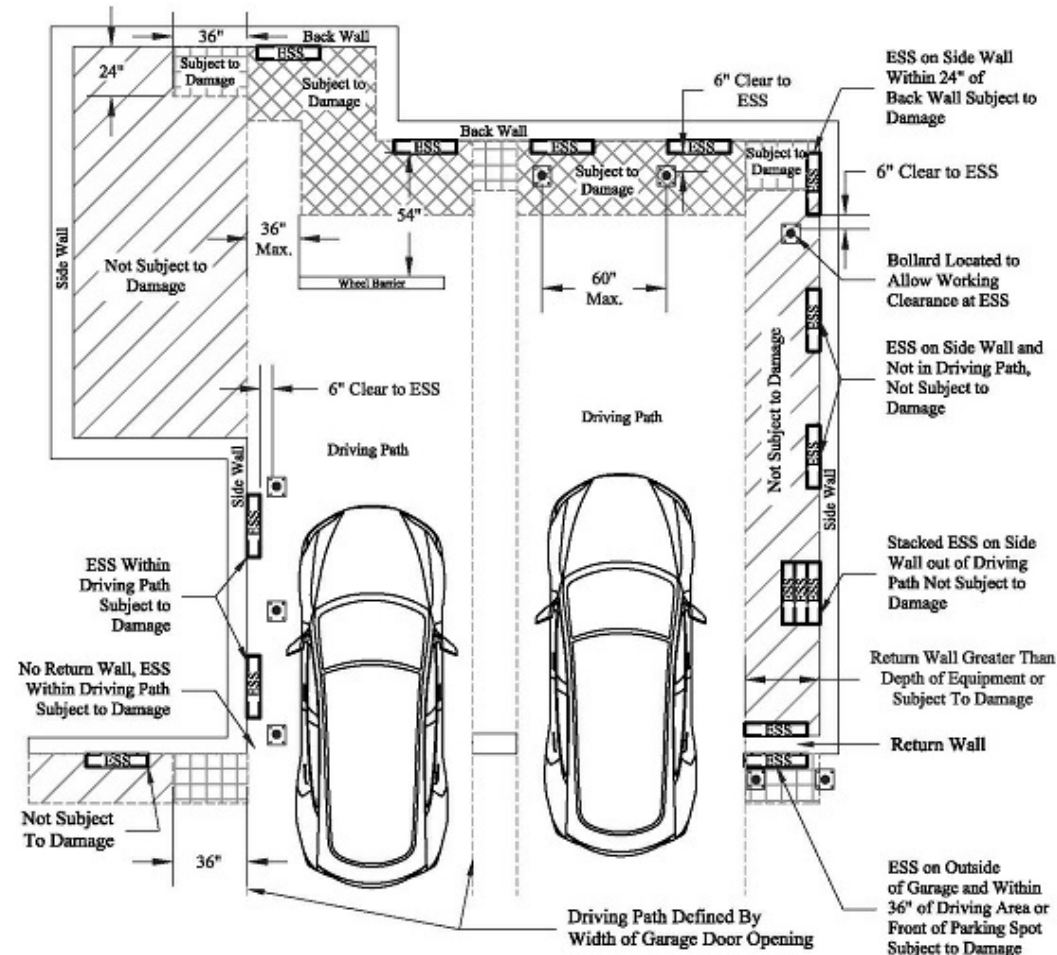 36"
Back Wall
ESS
24"
Subject to
Damage
Subject to
Damage
6" Clear to
ESS
ESS on Side Wall
Within 24" of
Back Wall Subject to
Damage
Back Wall
ESS
ESS
ESS
Subject to
Damage
Subject to
Damage
ESS
6" Clear to ESS
54"
36"
Max.
Side Wall
Not Subject to
Damage
Wheel Barrier
60"
Max.
Bollard Located to
Allow Working
Clearance at ESS
ESS
ESS on Side Wall and
Not in Driving Path,
Not Subject to
Damage
6" Clear to ESS
Not Subject to Damage
Driving Path
Driving Path
ESS
Side Wall
Side Wall
ESS
ESS Within
Driving Path
Subject to
Damage
Stacked ESS on Side
Wall out of Driving
Path Not Subject to
Damage
ESS
No Return Wall, ESS
Within Driving Path
Subject to Damage
Return Wall Greater Than
Depth of Equipment or
Subject To Damage
ESS
Return Wall
ESS
ESS
Not Subject
To Damage
36"
ESS on Outside
of Garage and Within
36" of Driving Area or
Front of Parking Spot
Subject to Damage
Driving Path Defined By
Width of Garage Door Opening